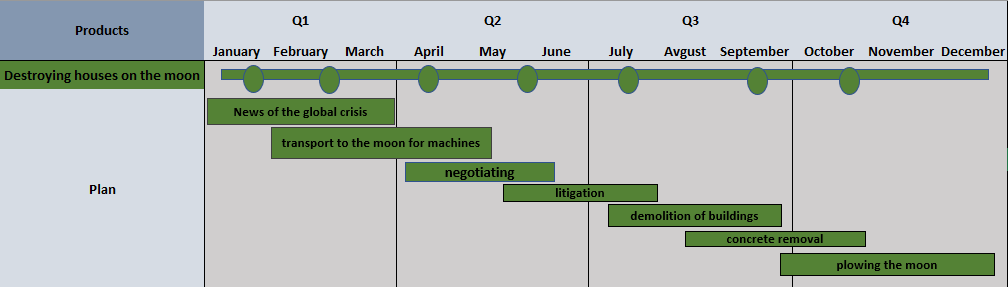 Products
Q1 Q2 Q3 Q4
January February March April May June July Avgust September October November December
Destroying houses on the moon
News of the global crisis
transport to the moon for machines
negotiating
Plan
litigation
demolition of buildings
concrete removal
plowing the moon